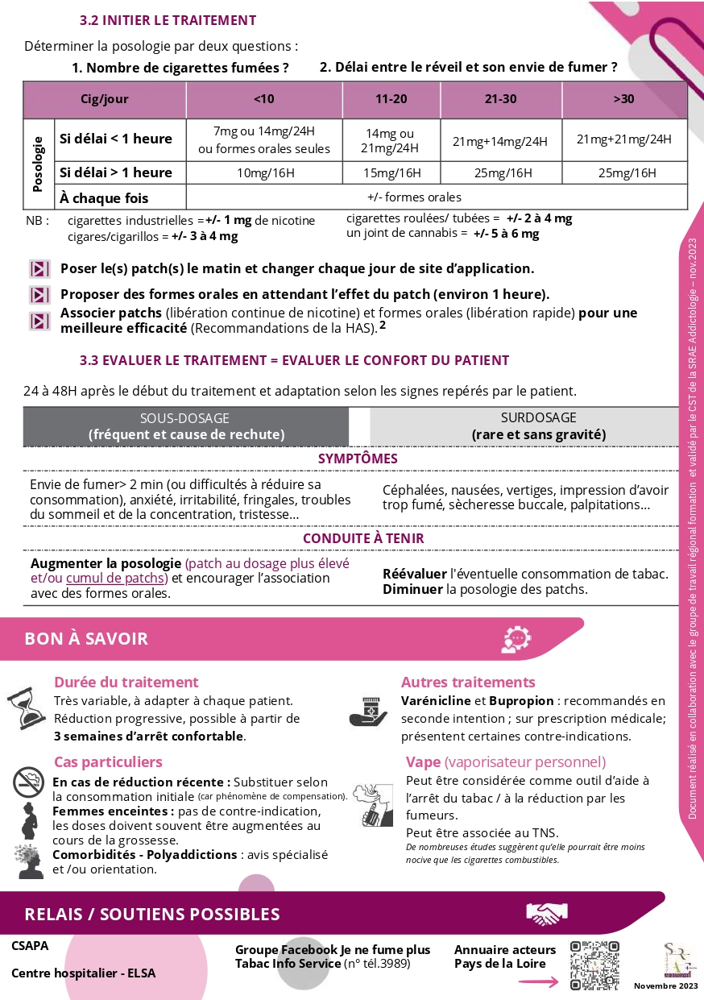 3.2 INITIER LE TRAITEMENT
Déterminer la posologie par deux questions :
1. Nombre de cigarettes fumées ? 2. Délai entre le réveil et son envie de fumer ?
Cig/jour <10 11-20 21-30 >30
Posologie
Si délai < 1 heure 7mg ou 14mg/24H ou formes orales seules 14mg ou 21mg/24H 21mg+14mg/24H 21mg+21mg/24H
Si délai > 1 heure 10mg/16H 15mg/16H 25mg/16H 25mg/16H
À chaque fois +/- formes orales
NB : cigarettes industrielles =+/- 1 mg de nicotine
cigares/cigarillos = +/- 3 à 4 mg
cigarettes roulées/ tubées = +/- 2 à 4 mg
un joint de cannabis = +/- 5 à 6 mg
Poser le(s) patch(s) le matin et changer chaque jour de site d'application.
Proposer des formes orales en attendant l'effet du patch (environ 1 heure).
Associer patchs (libération continue de nicotine) et formes orales (libération rapide) pour une
meilleure efficacité (Recommandations de la HAS).2
3.3 EVALUER LE TRAITEMENT = EVALUER LE CONFORT DU PATIENT
24 à 48H après le début du traitement et adaptation selon les signes repérés par le patient.
SOUS-DOSAGE
(fréquent et cause de rechute)
SURDOSAGE
(rare et sans gravité)
SYMPTÔMES
Envie de fumer> 2 min (ou difficultés à réduire sa
consommation), anxiété, irritabilité, fringales, troubles
du sommeil et de la concentration, tristesse...
Céphalées, nausées, vertiges, impression d'avoir
trop fumé, sècheresse buccale, palpitations...
CONDUITE À TENIR
Augmenter la posologie (patch au dosage plus élevé
et/ou cumul de patchs) et encourager l'association
avec des formes orales.
Réévaluer l'éventuelle consommation de tabac.
Diminuer la posologie des patchs.
BON À SAVOIR
Durée du traitement
Très variable, à adapter à chaque patient.
Réduction progressive, possible à partir de
3 semaines d'arrêt confortable.
Autres traitements
Varénicline et Bupropion : recommandés en
seconde intention ; sur prescription médicale;
présentent certaines contre-indications.
Cas particuliers
En cas de réduction récente : Substituer selon
la consommation initiale (car phénomène de compensation).
Femmes enceintes : pas de contre-indication,
les doses doivent souvent être augmentées au
cours de la grossesse.
Comorbidités - Polyaddictions : avis spécialisé
et /ou orientation.
Vape (vaporisateur personnel)
Peut être considérée comme outil d'aide à
l'arrêt du tabac / à la réduction par les
fumeurs.
Peut être associée au TNS.
De nombreuses études suggèrent qu'elle pourrait être moins
nocive que les cigarettes combustibles.
RELAIS / SOUTIENS POSSIBLES
CSAPA
Centre hospitalier - ELSA
Groupe Facebook Je ne fume plus
Tabac Info Service (n° tél.3989)
Annuaire acteurs
Pays de la Loire
Novembre 2023
Document réalisé en collaboration avec le groupe de travail régional formation et validé par le CST de la SRAE Addictologie – nov.2023